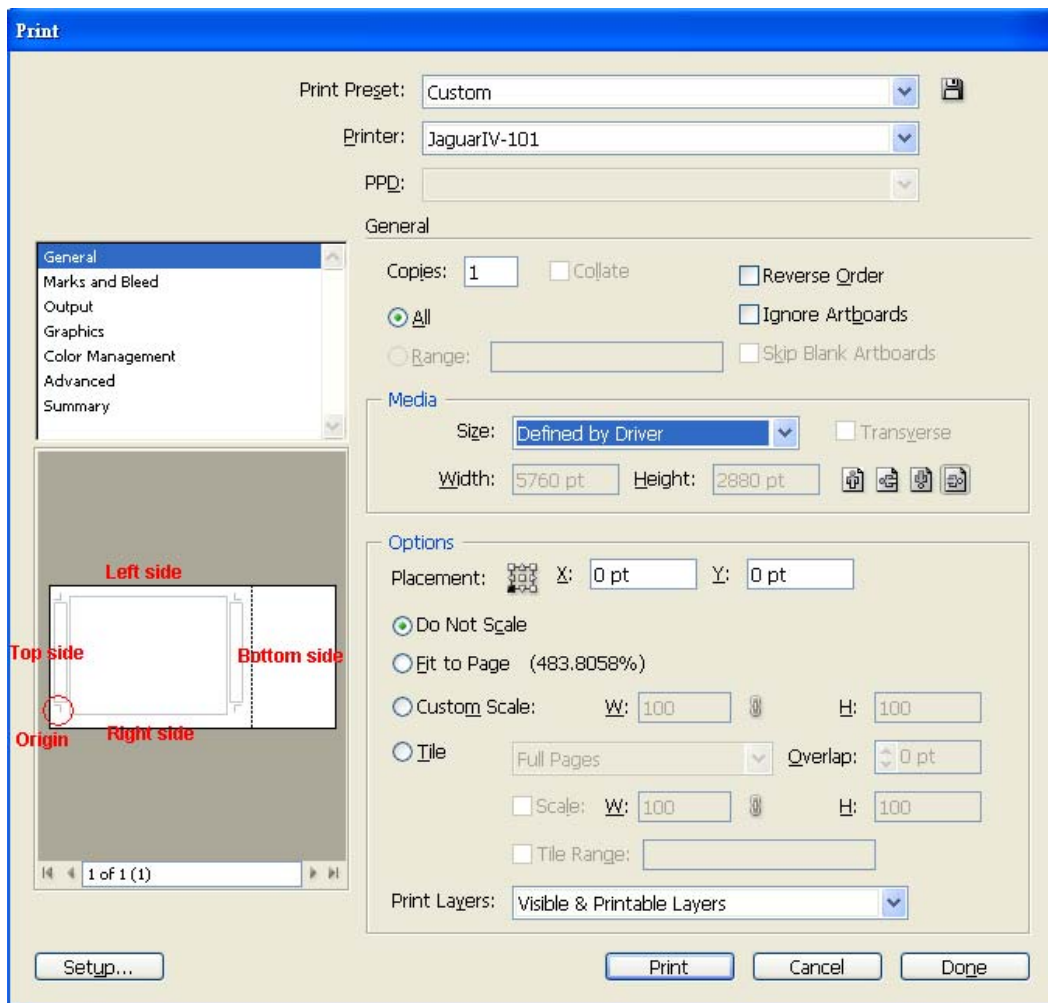 Print
Print Preset: Custom
Printer: JaguarIV-101
PPD:
General
Marks and Bleed
Output
Graphics
Color Management
Advanced
Summary
General
Copies: 1 Collate Reverse Order
All Ignore Artboards
Range: Skip Blank Artboards
Media
Size: Defined by Driver Transverse
Width: 5760 pt Height: 2880 pt
Left side
Top side
Bottom side
Origin
Right side
1 of 1 (1)
Options
Placement: X: 0 pt Y: 0 pt
Do Not Scale
Fit to Page (483.8058%)
Custom Scale: W: 100 H: 100
Tile Full Pages Overlap: 0 pt
Scale: W: 100 H: 100
Tile Range:
Print Layers: Visible & Printable Layers
Setup... Print Cancel Done